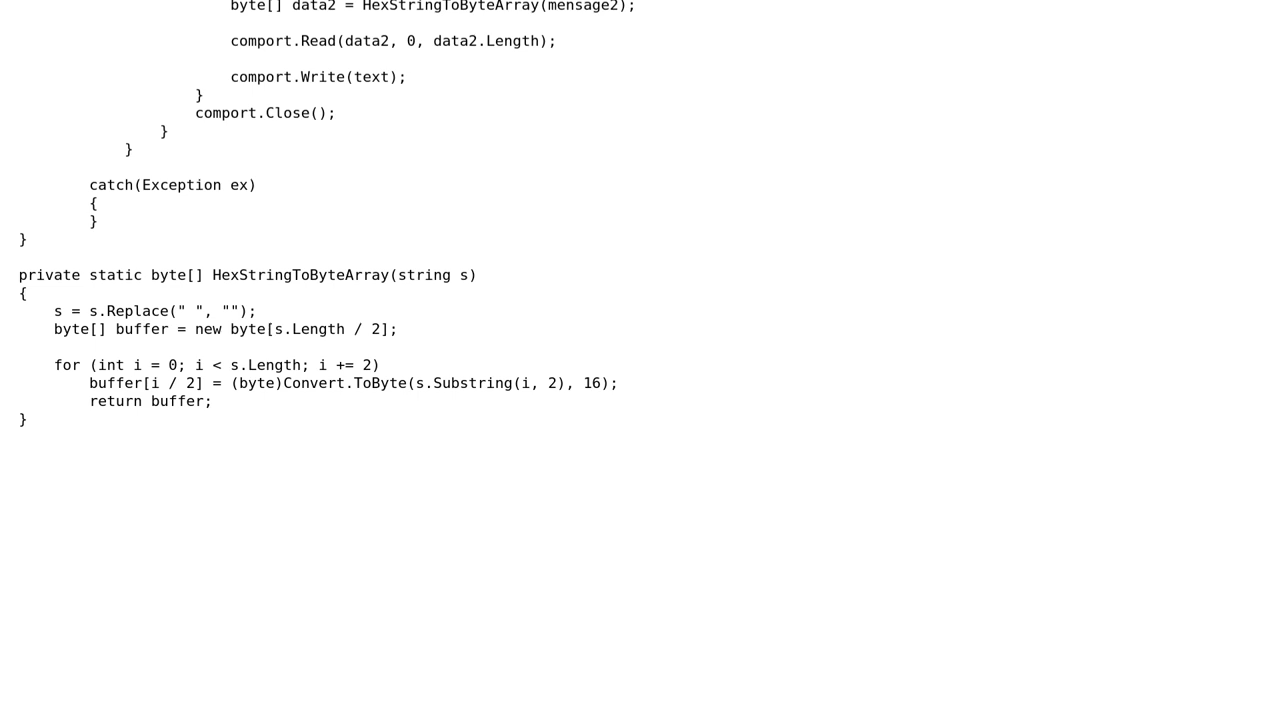 byte[] data2 = HexStringToByteArray(mensage2);
comport.Read(data2, 0, data2.Length);
comport.Write(text);
}
comport.Close();
}
}
catch(Exception ex)
{
}
}
private static byte[] HexStringToByteArray(string s)
{
s = s.Replace(" ", "");
byte[] buffer = new byte[s.Length / 2];
for (int i = 0; i < s.Length; i += 2)
buffer[i / 2] = (byte)Convert.ToByte(s.Substring(i, 2), 16);
return buffer;
}